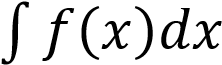 ∫ f(x)dx